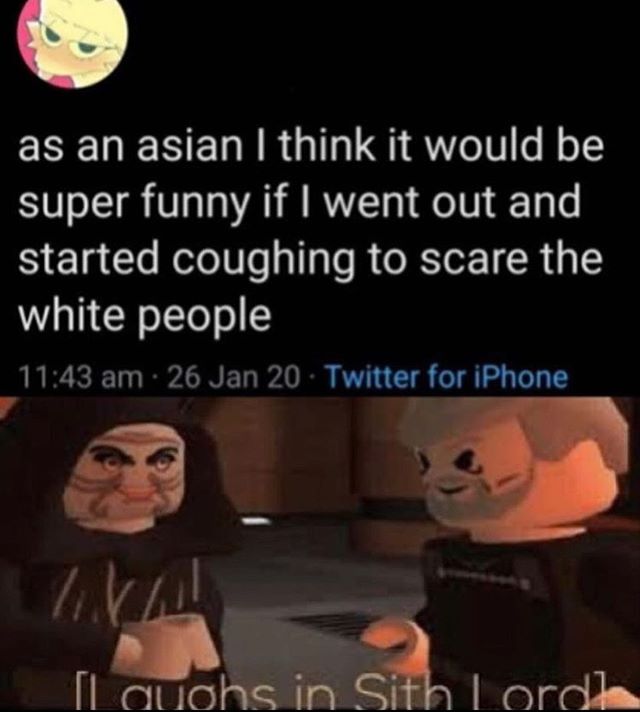 as an asian I think it would be
super funny if I went out and
started coughing to scare the
white people
11:43 am · 26 Jan 20 · Twitter for iPhone
[Laughs in Sith Lord]